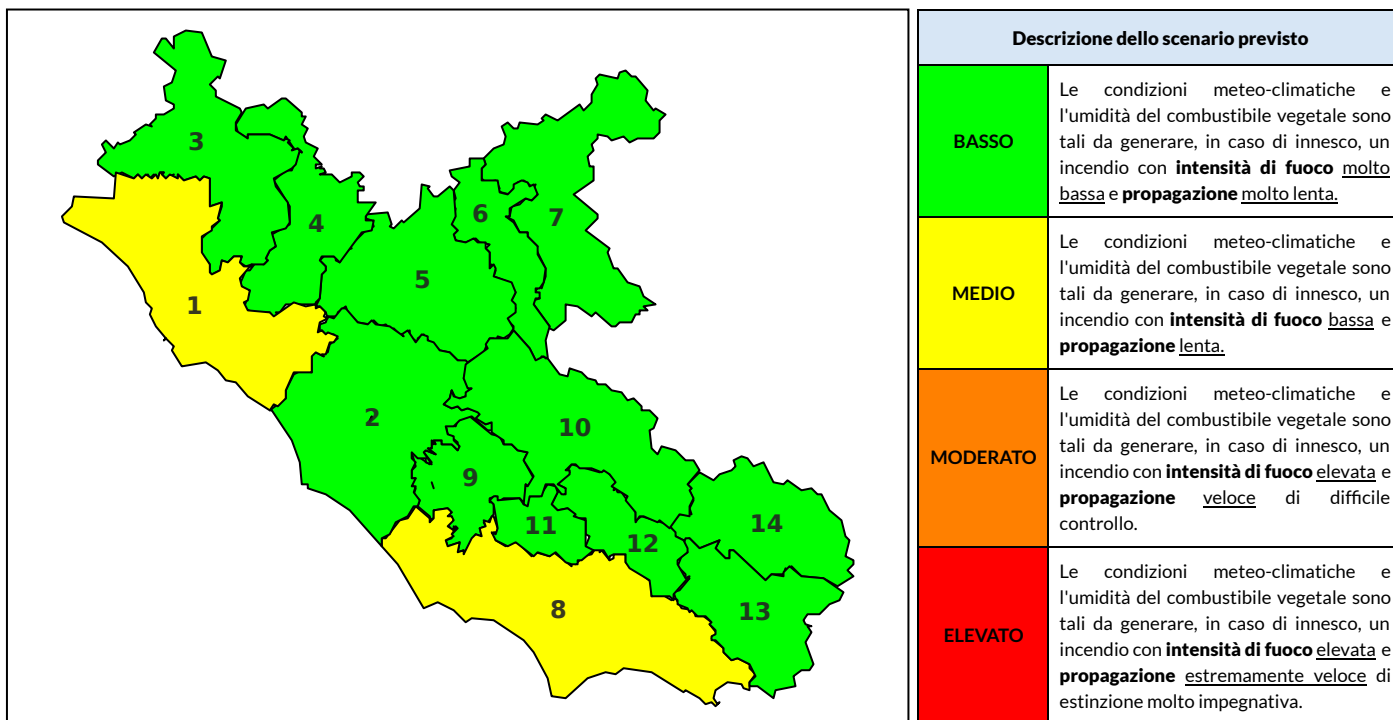 3
4
6
7
5
1
2
10
9
11
12
14
8
13
Descrizione dello scenario previsto
BASSO
Le condizioni meteo-climatiche e
l'umidità del combustibile vegetale sono
tali da generare, in caso di innesco, un
incendio con intensità di fuoco molto
bassa e propagazione molto lenta.
MEDIO
Le condizioni meteo-climatiche e
l'umidità del combustibile vegetale sono
tali da generare, in caso di innesco, un
incendio con intensità di fuoco bassa e
propagazione lenta.
MODERATO
Le condizioni meteo-climatiche e
l'umidità del combustibile vegetale sono
tali da generare, in caso di innesco, un
incendio con intensità di fuoco elevata e
propagazione veloce di difficile
controllo.
ELEVATO
Le condizioni meteo-climatiche e
l'umidità del combustibile vegetale sono
tali da generare, in caso di innesco, un
incendio con intensità di fuoco elevata e
propagazione estremamente veloce di
estinzione molto impegnativa.